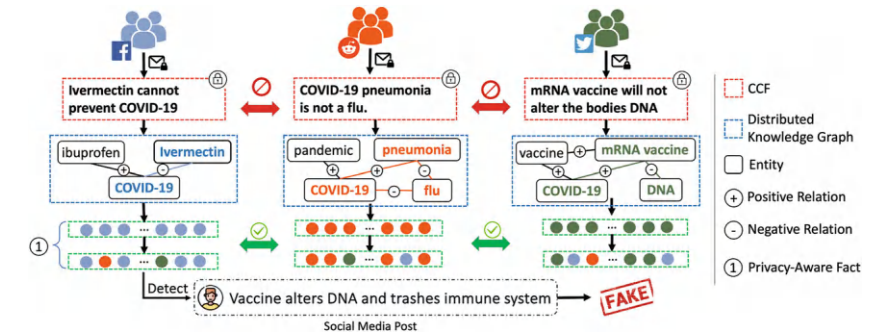 f
Ivermectin cannot
prevent COVID-19
COVID-19 pneumonia
is not a flu.
mRNA vaccine will not
alter the bodies DNA
ibuprofen
Ivermectin
+
-
COVID-19
pandemic
pneumonia
+
+
-
COVID-19
-
flu
vaccine
+
mRNA vaccine
+
+
-
COVID-19
DNA
...
...
...
1
...
...
...
Detect
Vaccine alters DNA and trashes immune system
FAKE
Social Media Post
CCF
Distributed
Knowledge Graph
Entity
+ Positive Relation
- Negative Relation
1 Privacy-Aware Fact